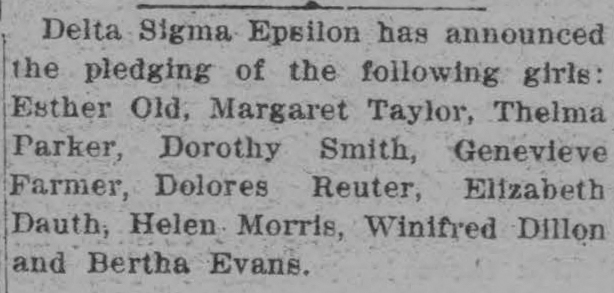 Delta Sigma Epsilon has announced
the pledging of the following girls:
Esther Old, Margaret Taylor, Thelma
Parker, Dorothy Smith, Genevieve
Farmer, Dolores Reuter, Elizabeth
Dauth, Helen Morris, Winifred Dillon
and Bertha Evans.